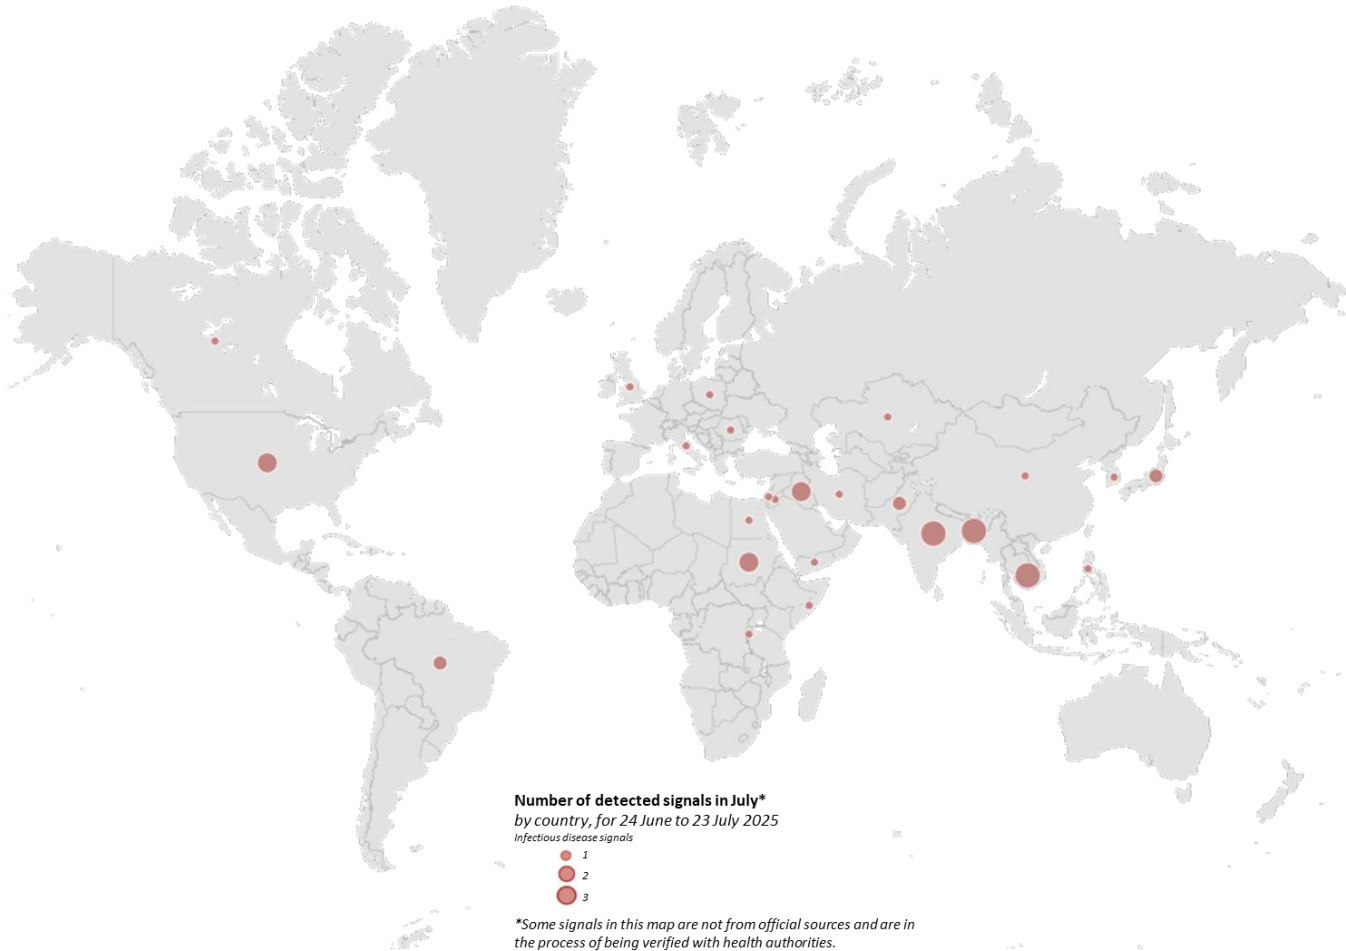 Number of detected signals in July*
by country, for 24 June to 23 July 2025
Infectious disease signals
1
2
3
*Some signals in this map are not from official sources and are in
the process of being verified with health authorities.